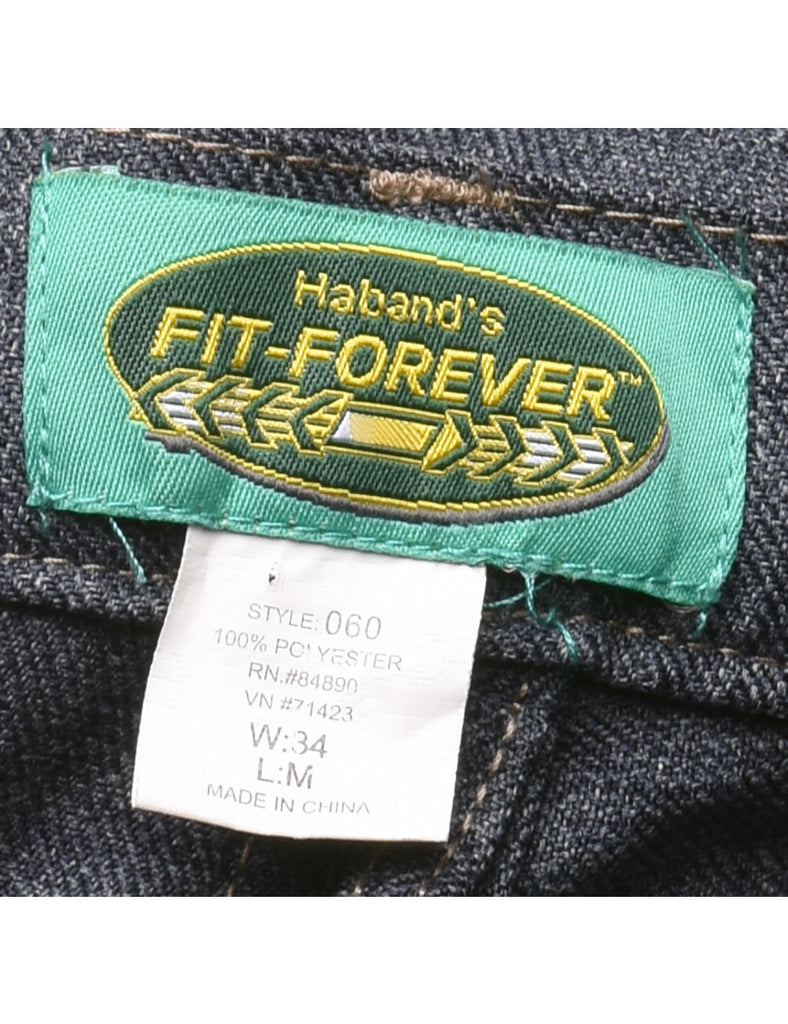 Haband's
FIT-FOREVER™
STYLE: 060
100% POLYESTER
RN.#84890
VN #71423
W:34
L:M
MADE IN CHINA